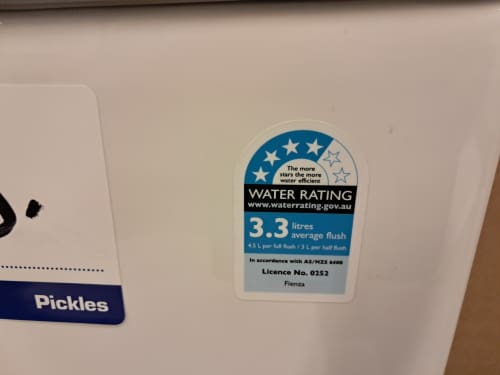 The more
stars the more
water efficient
WATER RATING
www.waterrating.gov.au
3.3 litres
average flush
4.5 L per full flush / 3 L per half flush
In accordance with AS/NZS 6400
Licence No. 0252
Fienza
Pickles